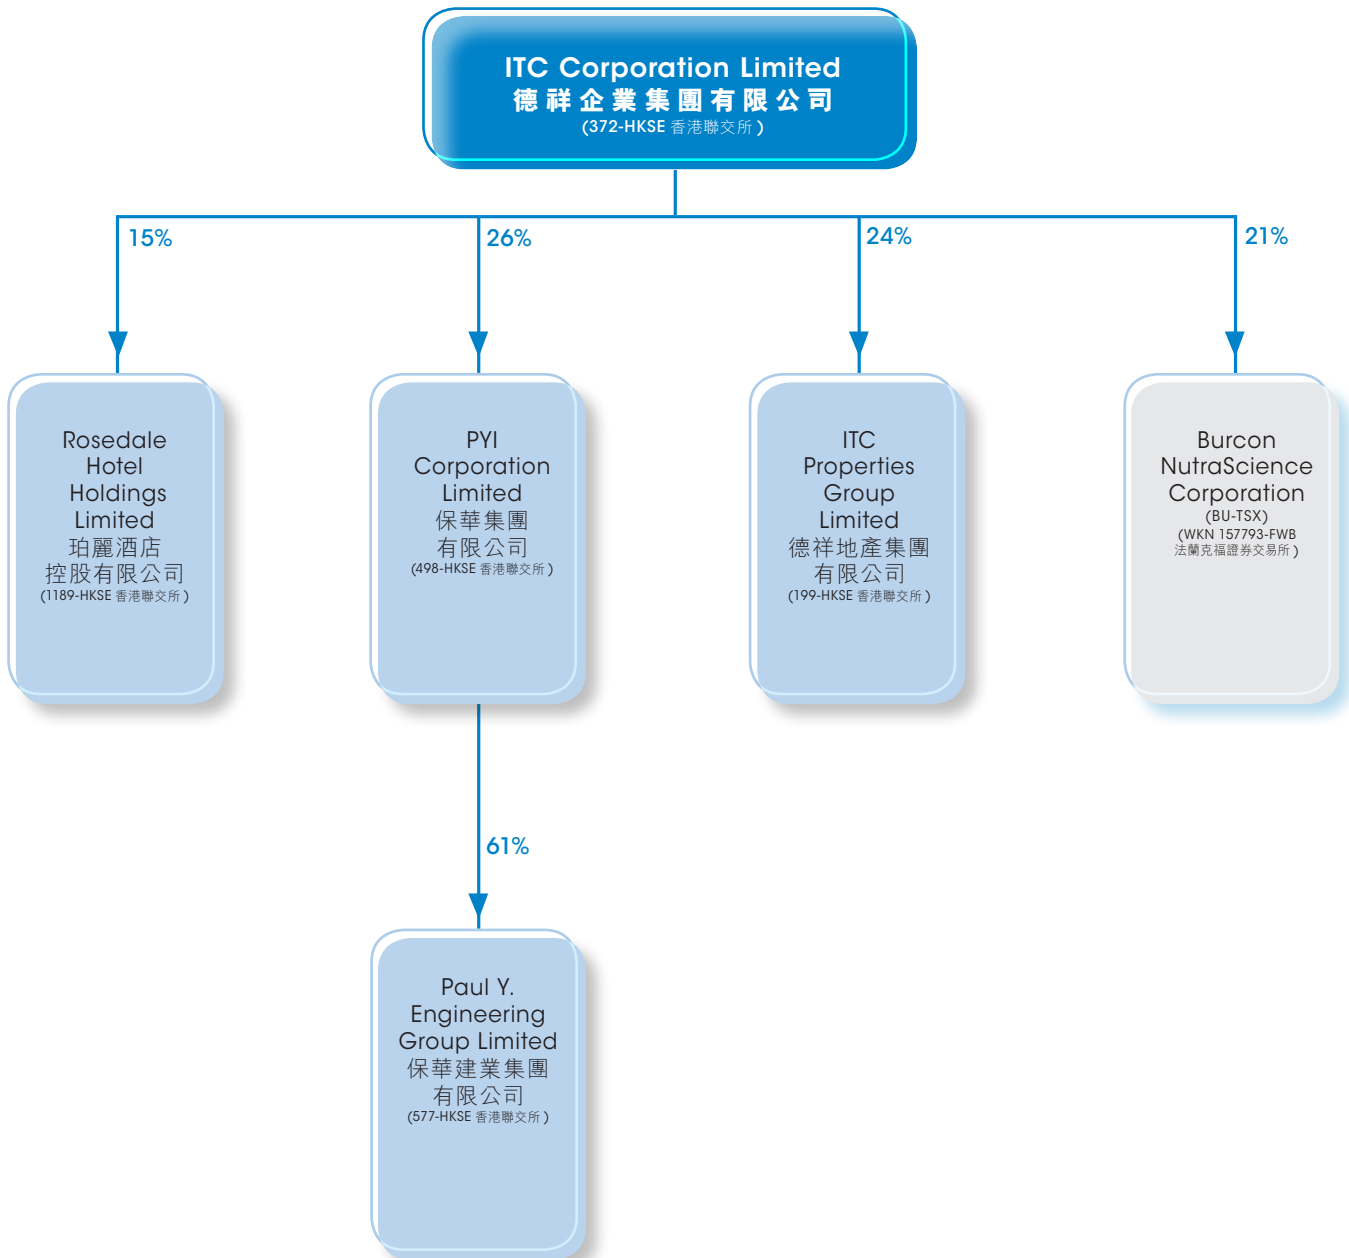 ITC Corporation Limited
德祥企業集團有限公司
(372-HKSE 香港聯交所)
15%
26%
24%
21%
Rosedale
Hotel
Holdings
Limited
珀麗酒店
控股有限公司
(1189-HKSE 香港聯交所)
PYI
Corporation
Limited
保華集團
有限公司
(498-HKSE 香港聯交所)
ITC
Properties
Group
Limited
德祥地產集團
有限公司
(199-HKSE 香港聯交所)
Burcon
NutraScience
Corporation
(BU-TSX)
(WKN 157793-FWB
法蘭克福證券交易所)
61%
Paul Y.
Engineering
Group Limited
保華建業集團
有限公司
(577-HKSE 香港聯交所)